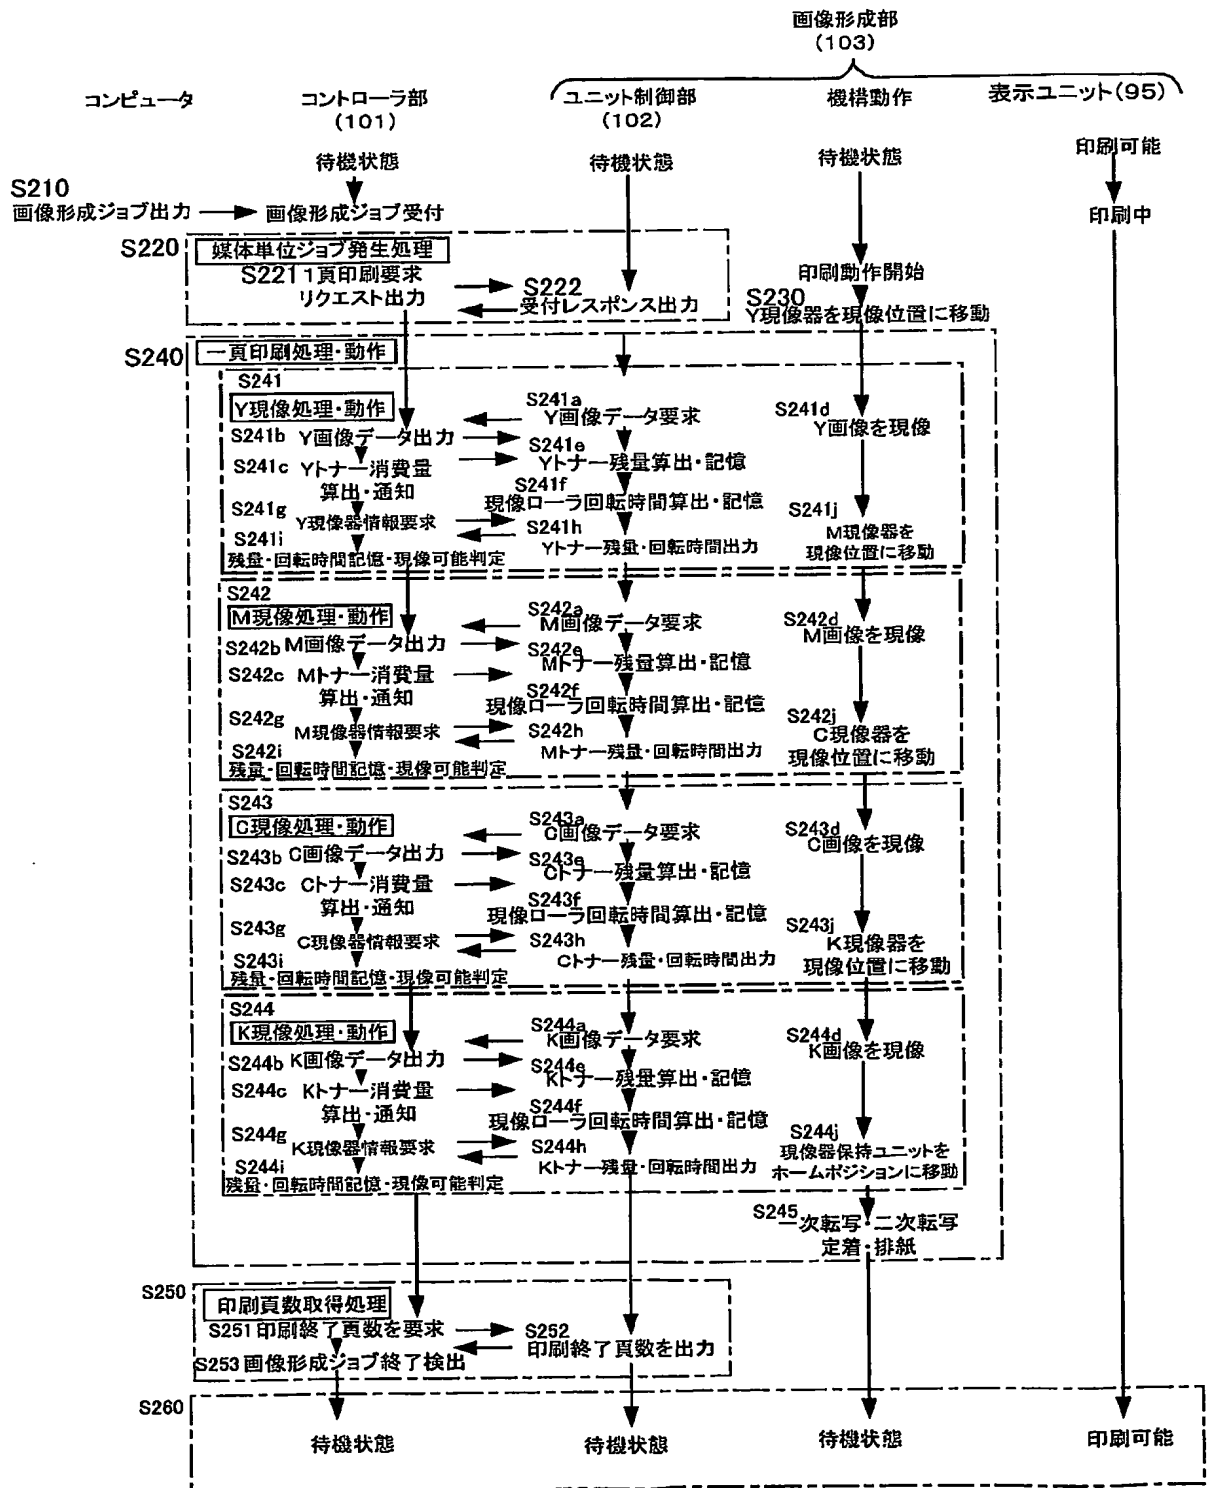 画像形成部
(103)
コンピュータ
コントローラ部
(101)
ユニット制御部
(102)
機構動作
表示ユニット(95)
待機状態
待機状態
待機状態
印刷可能
S210
画像形成ジョブ出力
画像形成ジョブ受付
印刷中
S220
媒体単位ジョブ発生処理
S221 1頁印刷要求
リクエスト出力
S222
受付レスポンス出力
印刷動作開始
S230
Y現像器を現像位置に移動
S240
一頁印刷処理・動作
S241
Y現像処理・動作
S241a
Y画像データ要求
S241b Y画像データ出力
S241c Yトナー消費量
算出・通知
S241d
Y画像を現像
S241e
Yトナー残量算出・記憶
S241f
現像ローラ回転時間算出・記憶
S241g
Y現像器情報要求
S241h
Yトナー残量・回転時間出力
S241i
残量・回転時間記憶・現像可能判定
S241j
M現像器を
現像位置に移動
S242
M現像処理・動作
S242a
M画像データ要求
S242b M画像データ出力
S242c Mトナー消費量
算出・通知
S242d
M画像を現像
S242e
Mトナー残量算出・記憶
S242f
現像ローラ回転時間算出・記憶
S242g
M現像器情報要求
S242h
Mトナー残量・回転時間出力
S242i
残量・回転時間記憶・現像可能判定
S242j
C現像器を
現像位置に移動
S243
C現像処理・動作
S243a
C画像データ要求
S243b C画像データ出力
S243c Cトナー消費量
算出・通知
S243d
C画像を現像
S243e
Cトナー残量算出・記憶
S243f
現像ローラ回転時間算出・記憶
S243g
C現像器情報要求
S243h
Cトナー残量・回転時間出力
S243i
残量・回転時間記憶・現像可能判定
S243j
K現像器を
現像位置に移動
S244
K現像処理・動作
S244a
K画像データ要求
S244b K画像データ出力
S244c Kトナー消費量
算出・通知
S244d
K画像を現像
S244e
Kトナー残量算出・記憶
S244f
現像ローラ回転時間算出・記憶
S244g
K現像器情報要求
S244h
Kトナー残量・回転時間出力
S244i
残量・回転時間記憶・現像可能判定
S244j
現像器保持ユニットを
ホームポジションに移動
S245
一次転写・二次転写
定着・排紙
S250
印刷頁数取得処理
S251 印刷終了頁数を要求
S252
印刷終了頁数を出力
S253 画像形成ジョブ終了検出
S260
待機状態
待機状態
待機状態
印刷可能